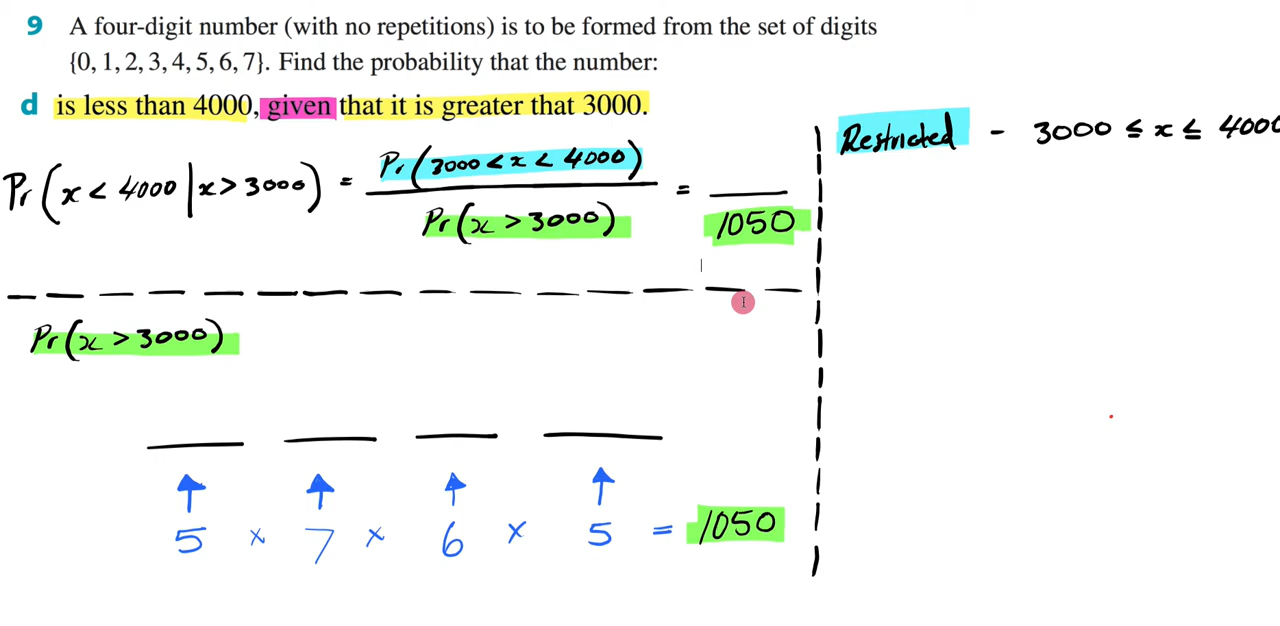 9 A four-digit number (with no repetitions) is to be formed from the set of digits
{0, 1, 2, 3, 4, 5, 6, 7}. Find the probability that the number:
d is less than 4000, given that it is greater that 3000.
Pr(x < 4000 | x > 3000) = Pr(3000 < x < 4000) / Pr(x > 3000) = / 1050
Pr(x > 3000)
5 × 7 × 6 × 5 = 1050
Restricted - 3000 ≤ x ≤ 4000